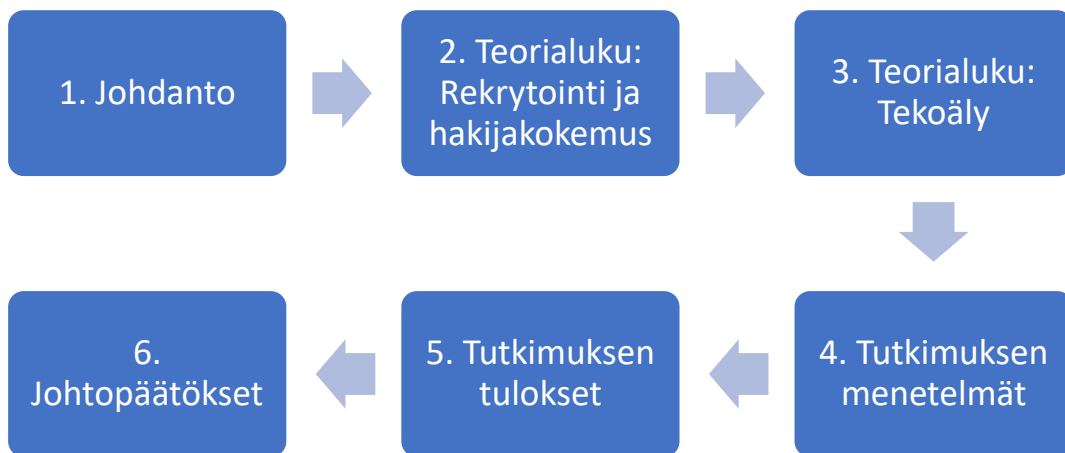 1. Johdanto
2. Teorialuku:
Rekrytointi ja
hakijakokemus
3. Teorialuku:
Tekoäly
4. Tutkimuksen
menetelmät
5. Tutkimuksen
tulokset
6.
Johtopäätökset